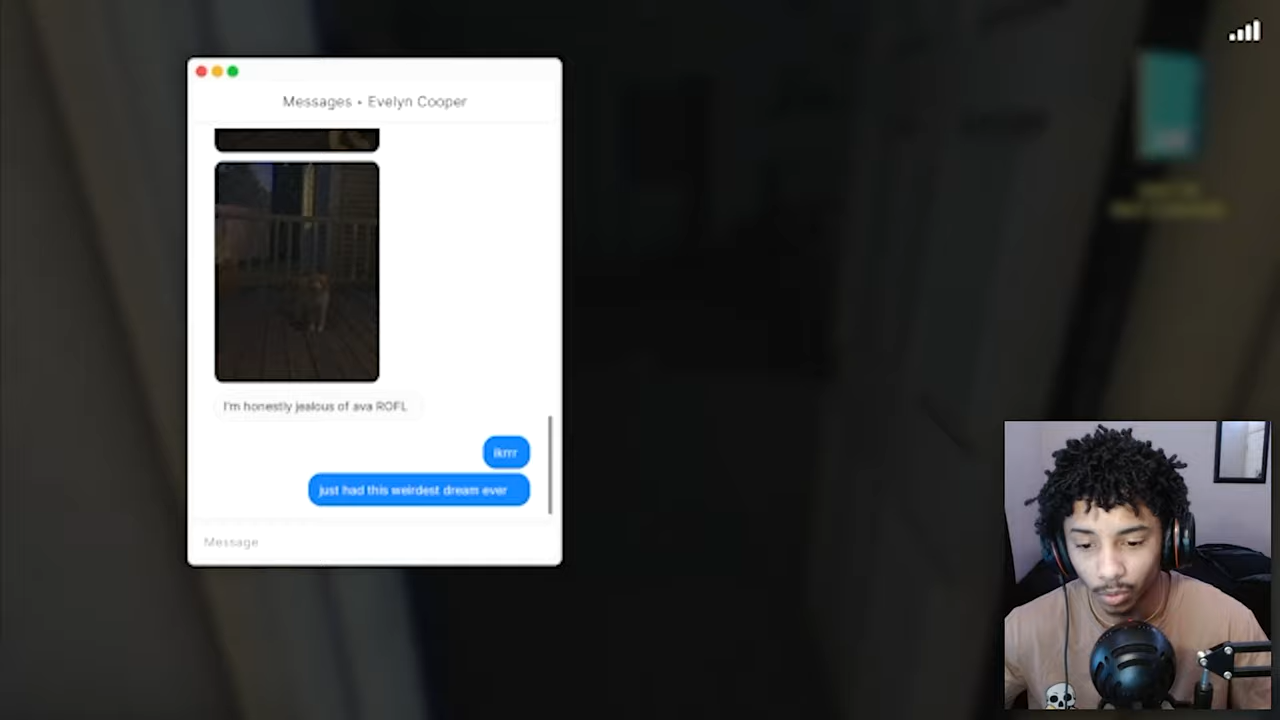 Messages • Evelyn Cooper
I'm honestly jealous of ava ROFL
ikrrr
just had this weirdest dream ever
Message